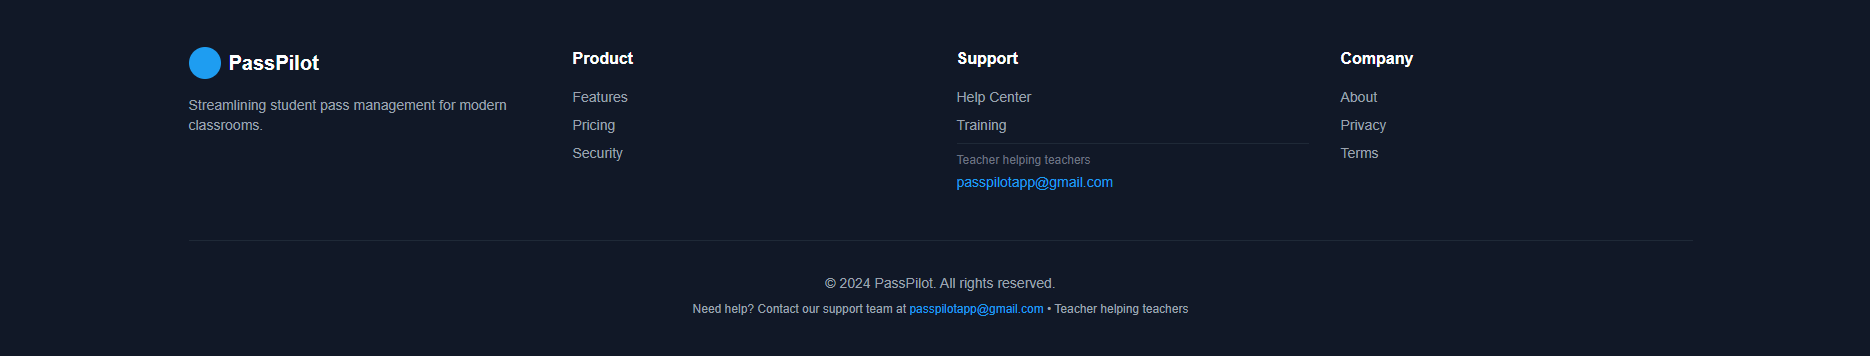 PassPilot
Streamlining student pass management for modern
classrooms.
Product
Features
Pricing
Security
Support
Help Center
Training
Teacher helping teachers
passpilotapp@gmail.com
Company
About
Privacy
Terms
© 2024 PassPilot. All rights reserved.
Need help? Contact our support team at passpilotapp@gmail.com • Teacher helping teachers